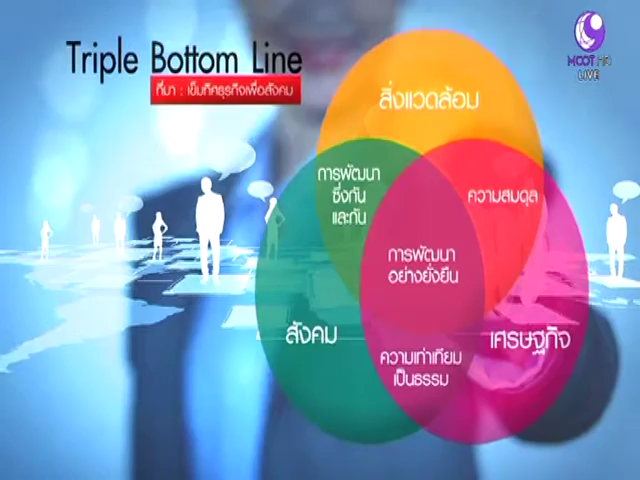 Triple Bottom Line
ที่มา : เข็มทิศธุรกิจเพื่อสังคม
MCOT HD
LIVE
สิ่งแวดล้อม
การพัฒนา
ซึ่งกัน
และกัน
ความสมดุล
การพัฒนา
อย่างยั่งยืน
สังคม
เศรษฐกิจ
ความเท่าเทียม
เป็นธรรม